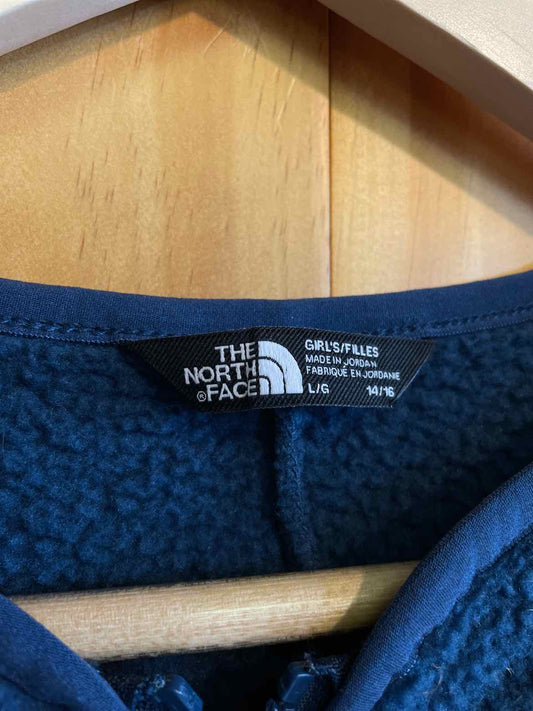 THE
NORTH
®FACE
GIRL'S/FILLES
MADE IN JORDAN
FABRIQUÉ EN JORDANIE
L/G 14/16